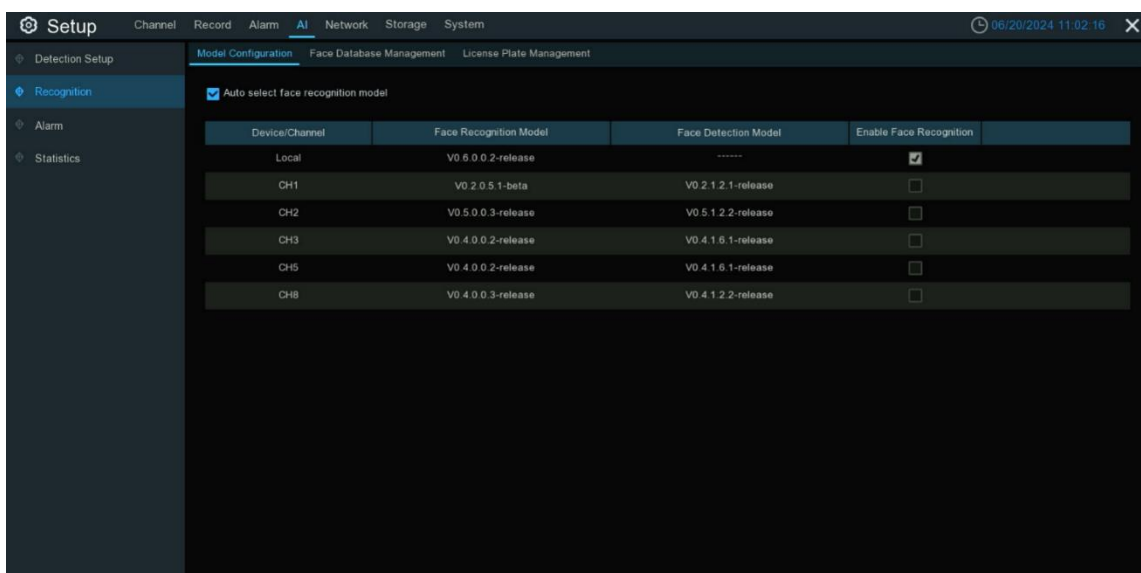 Setup Channel Record Alarm AI Network Storage System 06/20/2024 11:02:16
Detection Setup
Recognition
Alarm
Statistics
Model Configuration Face Database Management License Plate Management
Auto select face recognition model
Device/Channel Face Recognition Model Face Detection Model Enable Face Recognition
Local V0.6.0.0.2-release ------
CH1 V0.2.0.5.1-beta V0.2.1.2.1-release
CH2 V0.5.0.0.3-release V0.5.1.2.2-release
CH3 V0.4.0.0.2-release V0.4.1.6.1-release
CH5 V0.4.0.0.2-release V0.4.1.6.1-release
CH8 V0.4.0.0.3-release V0.4.1.2.2-release